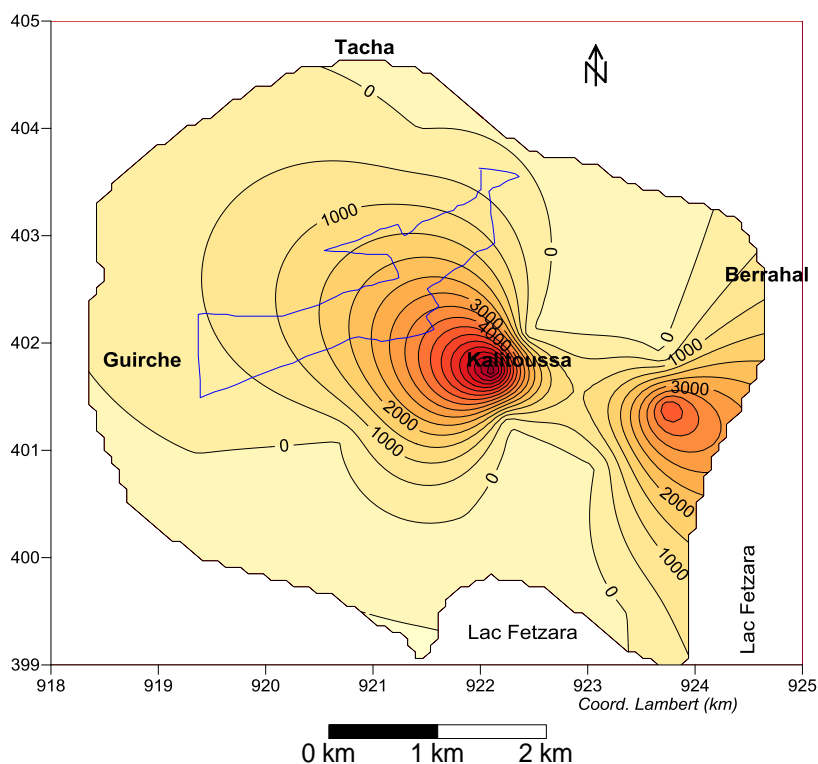 405
Tacha
N
0
404
1000
403
0
Berrahal
3000
4000
402
0
1000
Guirche
Kalitoussa
3000
2000
1000
401
0
0
2000
400
1000
0
Lac Fetzara
Lac Fetzara
399
918 919 920 921 922 923 924 925
Coord. Lambert (km)
0 km 1 km 2 km